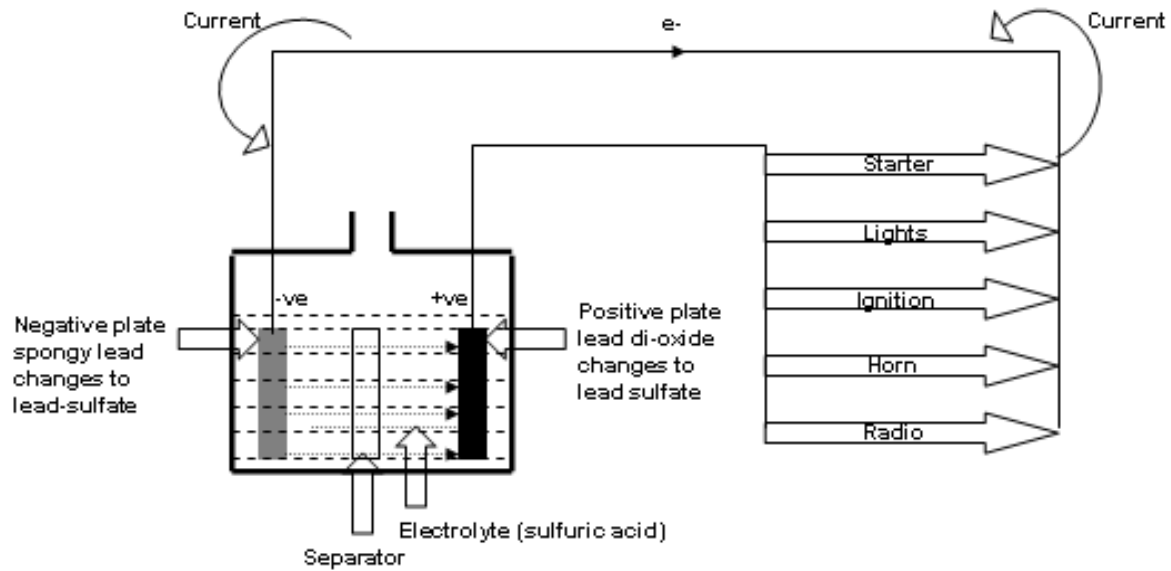 Current
e-
Current
Starter
Lights
Ignition
Horn
Radio
-ve
+ve
Negative plate
spongy lead
changes to
lead-sulfate
Positive plate
lead di-oxide
changes to
lead sulfate
Electrolyte (sulfuric acid)
Separator